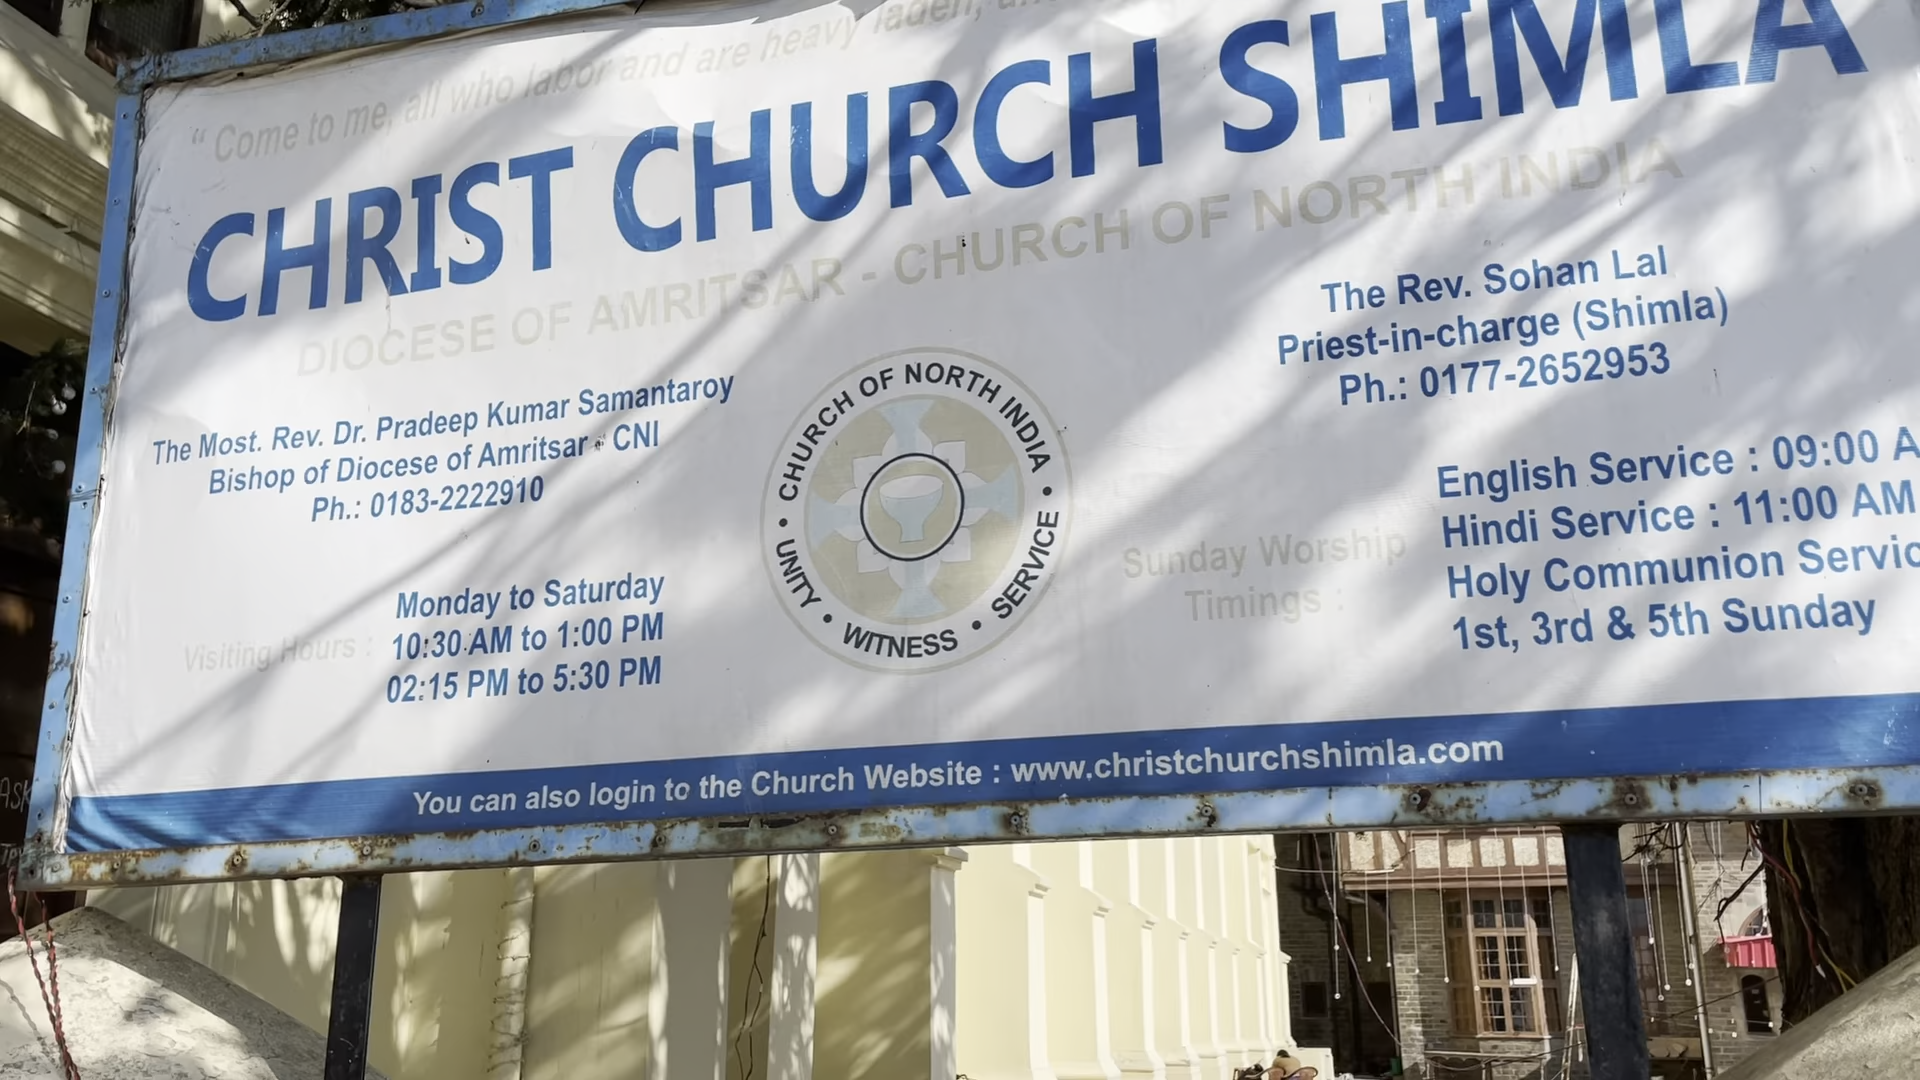 “ Come to me, all who labor and are heavy laden,
CHRIST CHURCH SHIMLA
DIOCESE OF AMRITSAR - CHURCH OF NORTH INDIA
The Most. Rev. Dr. Pradeep Kumar Samantaroy
Bishop of Diocese of Amritsar - CNI
Ph.: 0183-2222910
Visiting Hours :
Monday to Saturday
10:30 AM to 1:00 PM
02:15 PM to 5:30 PM
CHURCH OF NORTH INDIA
UNITY • WITNESS • SERVICE
The Rev. Sohan Lal
Priest-in-charge (Shimla)
Ph.: 0177-2652953
Sunday Worship
Timings :
English Service : 09:00 A
Hindi Service : 11:00 AM
Holy Communion Servic
1st, 3rd & 5th Sunday
You can also login to the Church Website : www.christchurchshimla.com